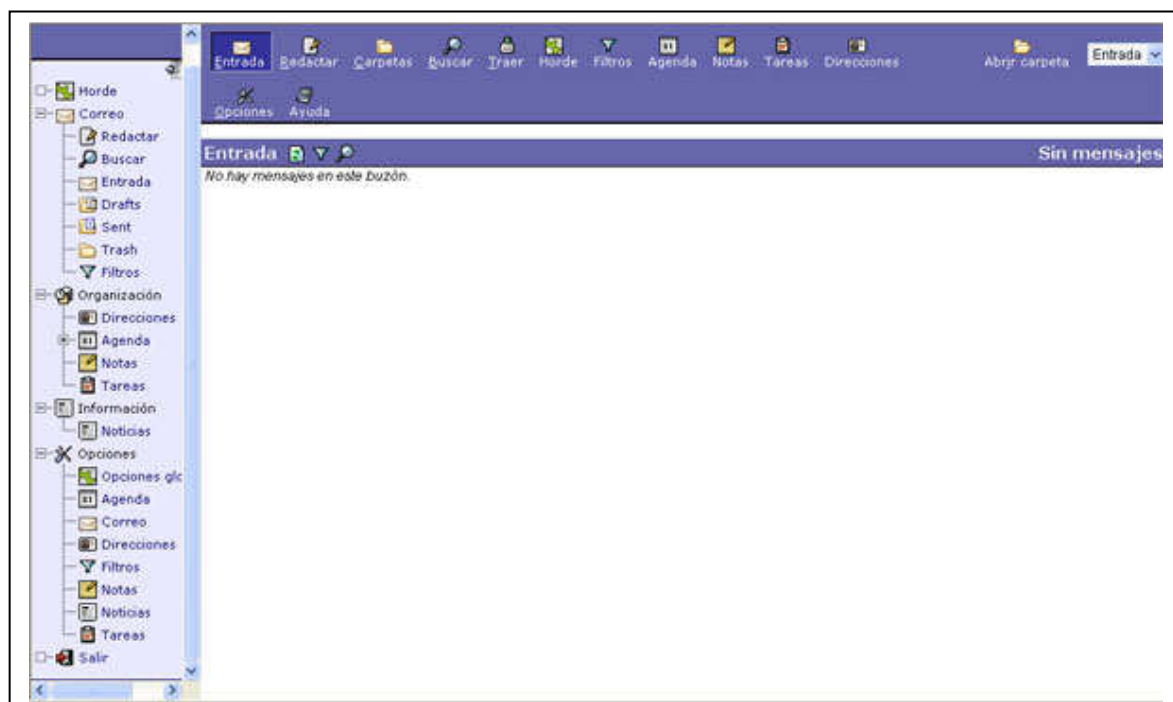 Entrada Redactar Carpetas Buscar Traer Horde Filtros Agenda Notas Tareas Direcciones Abrir carpeta Entrada
Opciones Ayuda
Entrada Sin mensajes
No hay mensajes en este buzón.
Horde
Correo
Redactar
Buscar
Entrada
Drafts
Sent
Trash
Filtros
Organización
Direcciones
Agenda
Notas
Tareas
Información
Noticias
Opciones
Opciones glo
Agenda
Correo
Direcciones
Filtros
Notas
Noticias
Tareas
Salir